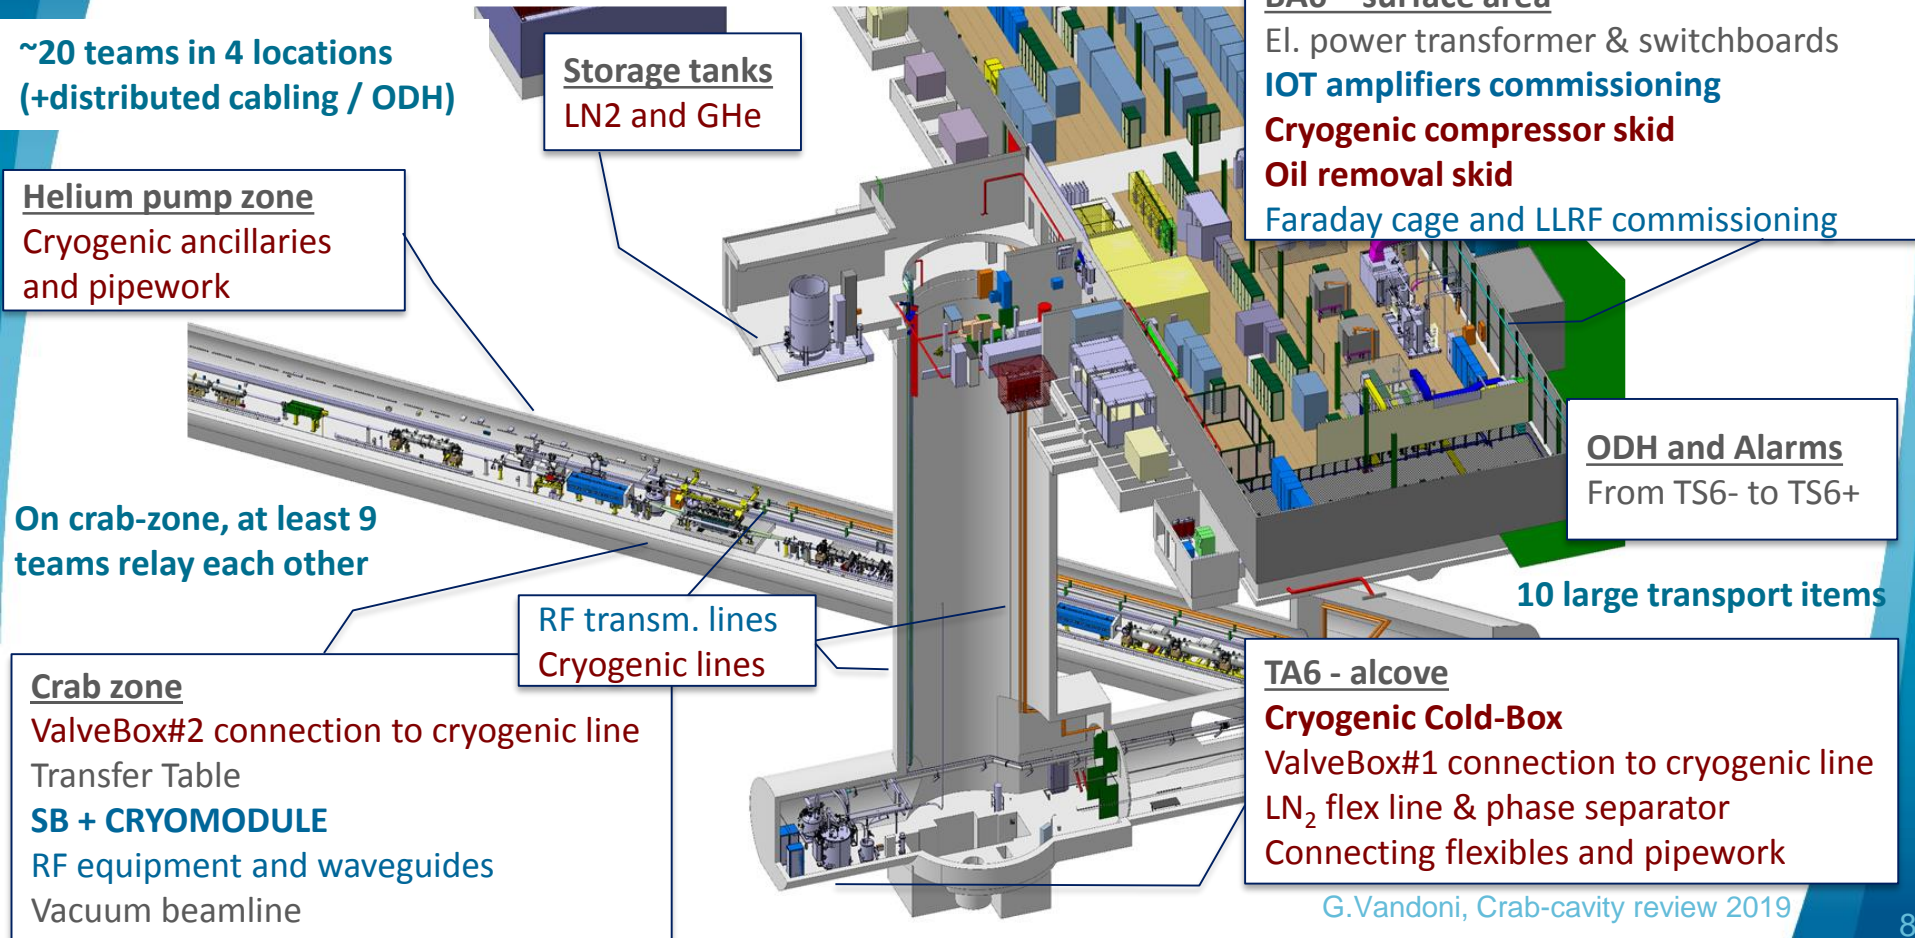 ~20 teams in 4 locations
(+distributed cabling / ODH)
Storage tanks
LN2 and GHe
BA6 – surface area
El. power transformer & switchboards
IOT amplifiers commissioning
Cryogenic compressor skid
Oil removal skid
Faraday cage and LLRF commissioning
Helium pump zone
Cryogenic ancillaries
and pipework
ODH and Alarms
From TS6- to TS6+
On crab-zone, at least 9
teams relay each other
10 large transport items
RF transm. lines
Cryogenic lines
Crab zone
ValveBox#2 connection to cryogenic line
Transfer Table
SB + CRYOMODULE
RF equipment and waveguides
Vacuum beamline
TA6 - alcove
Cryogenic Cold-Box
ValveBox#1 connection to cryogenic line
LN₂ flex line & phase separator
Connecting flexibles and pipework
G.Vandoni, Crab-cavity review 2019
8